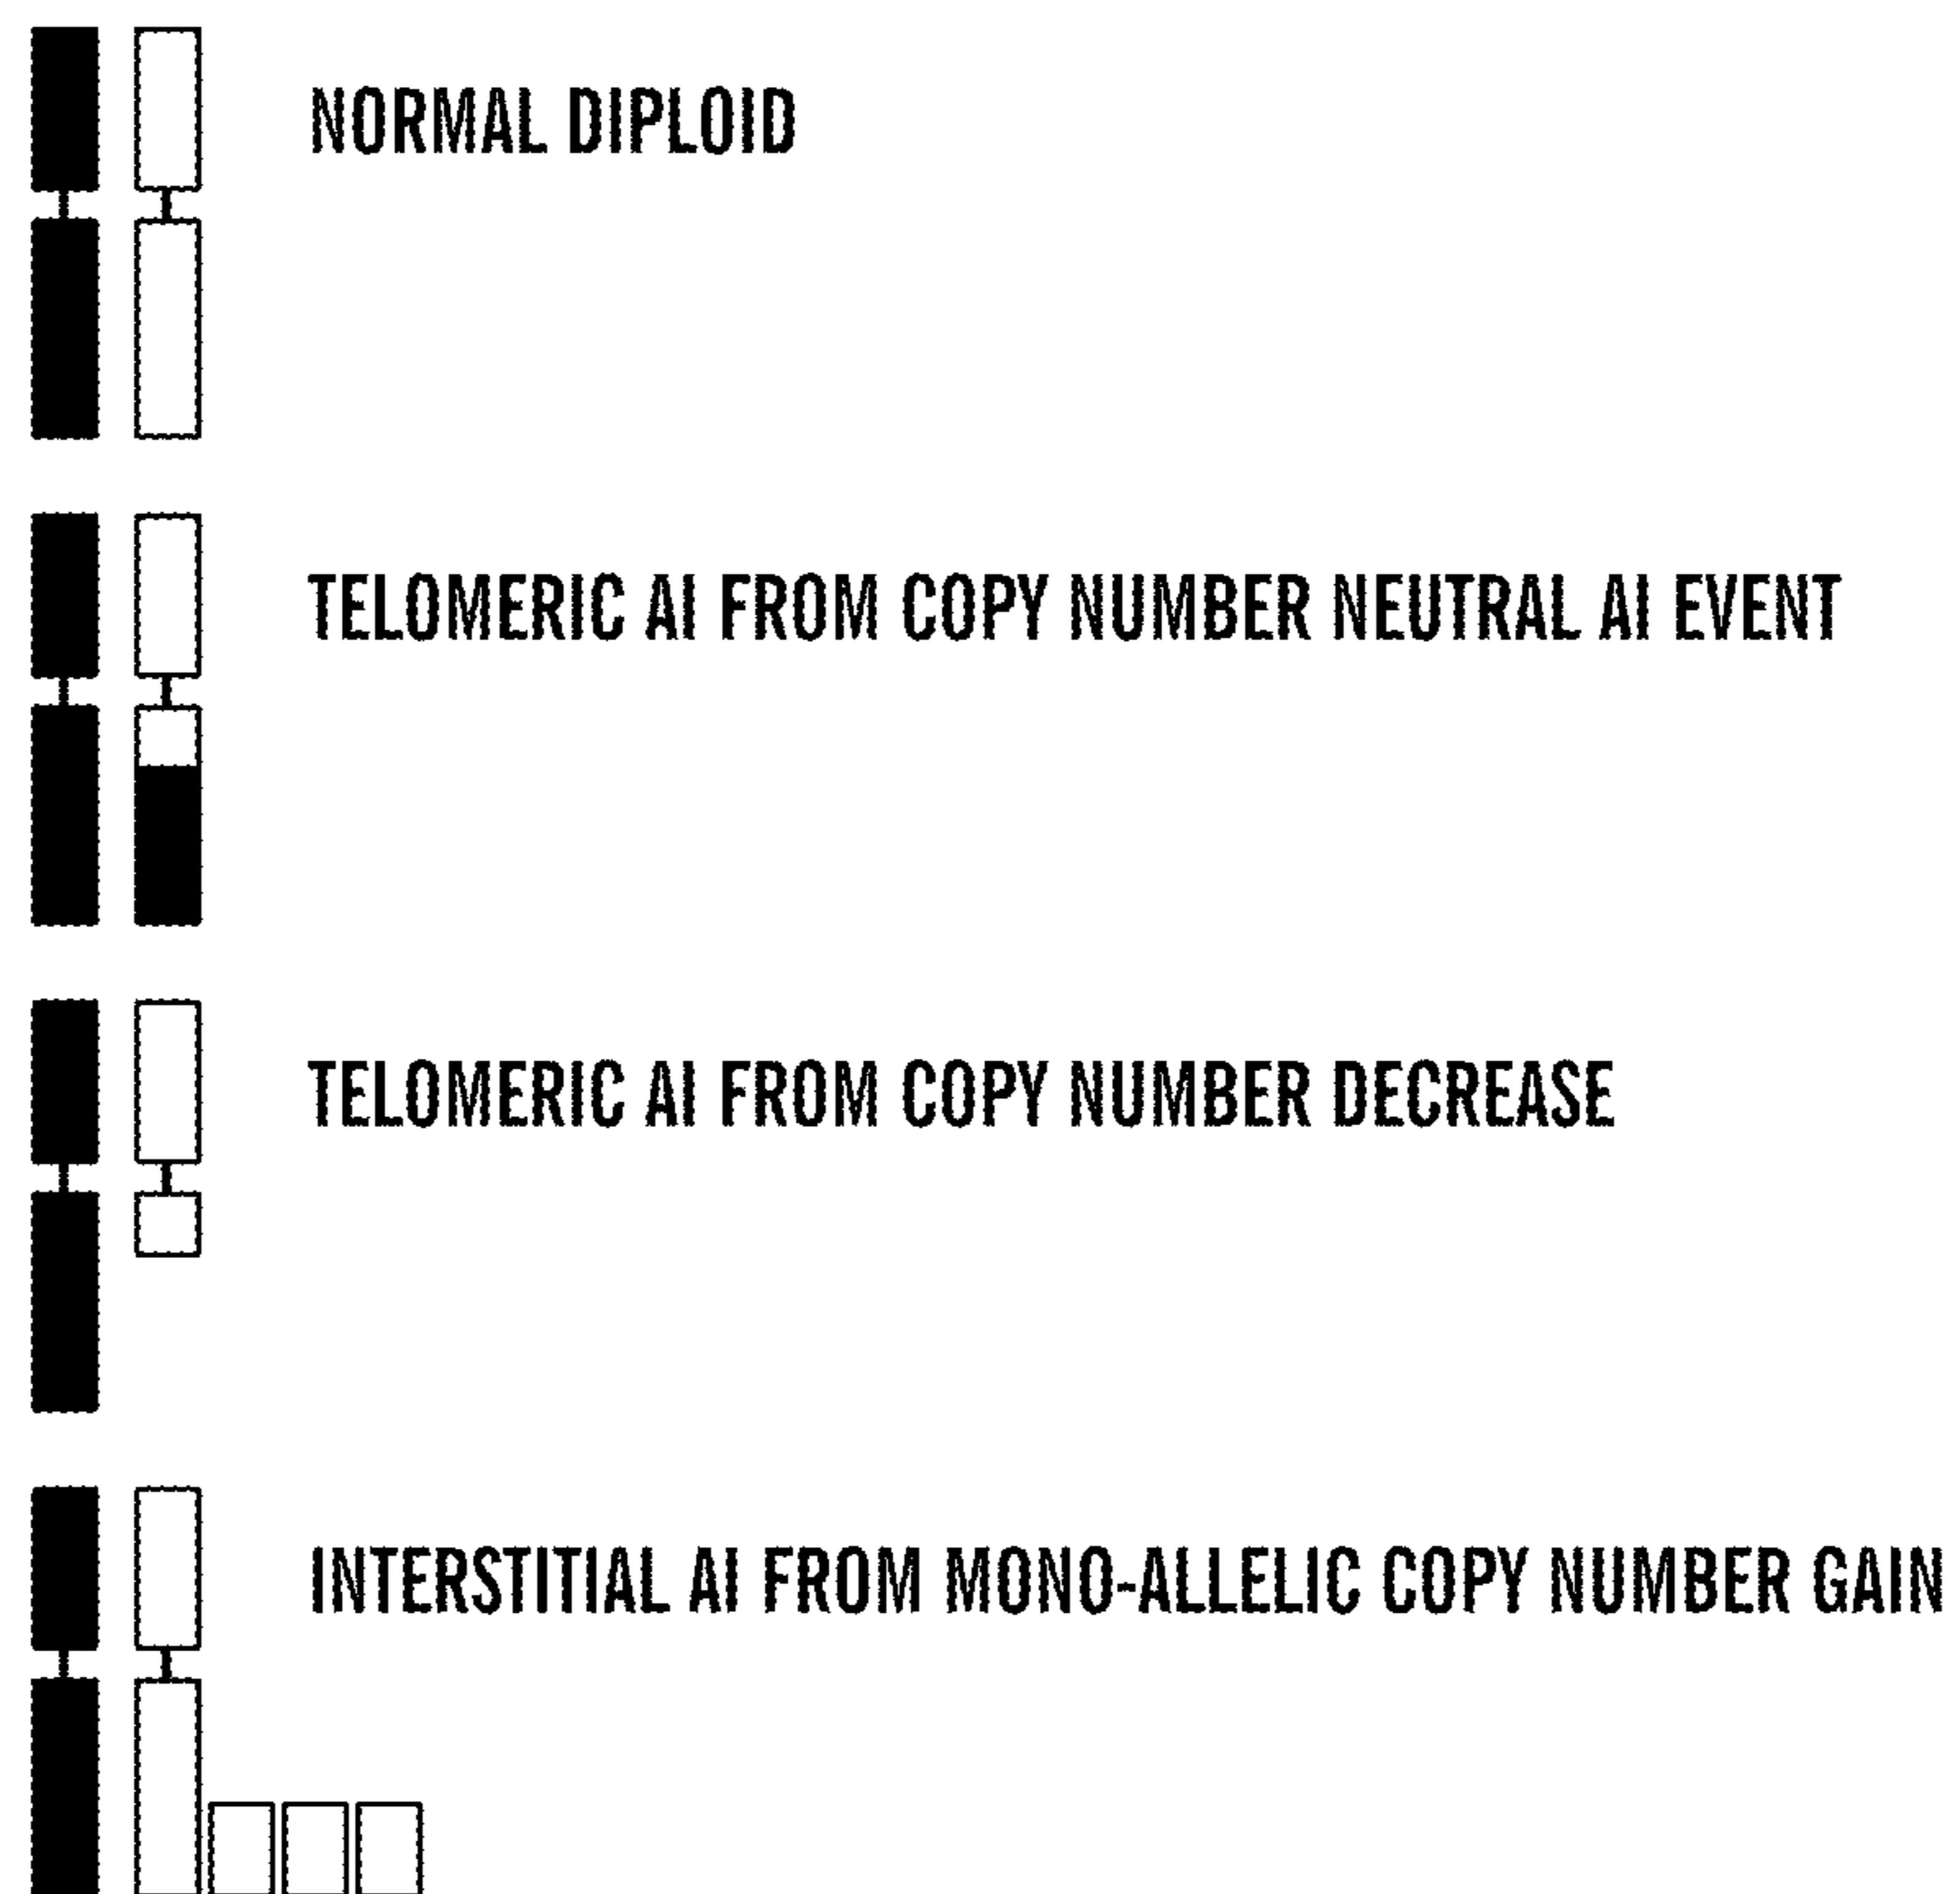 NORMAL DIPLOID
TELOMERIC AI FROM COPY NUMBER NEUTRAL AI EVENT
TELOMERIC AI FROM COPY NUMBER DECREASE
INTERSTITIAL AI FROM MONO-ALLELIC COPY NUMBER GAIN